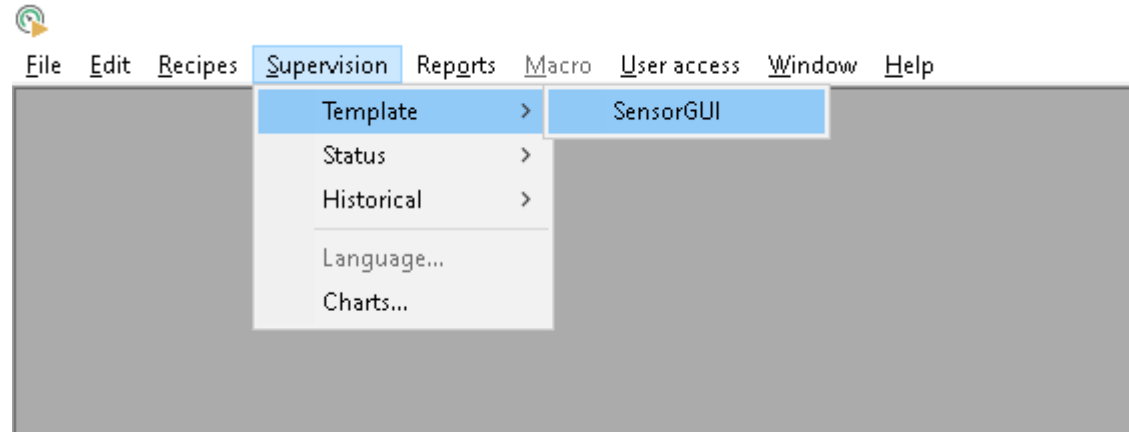 File Edit Recipes Supervision Reports Macro User access Window Help
Template > SensorGUI
Status >
Historical >
Language...
Charts...